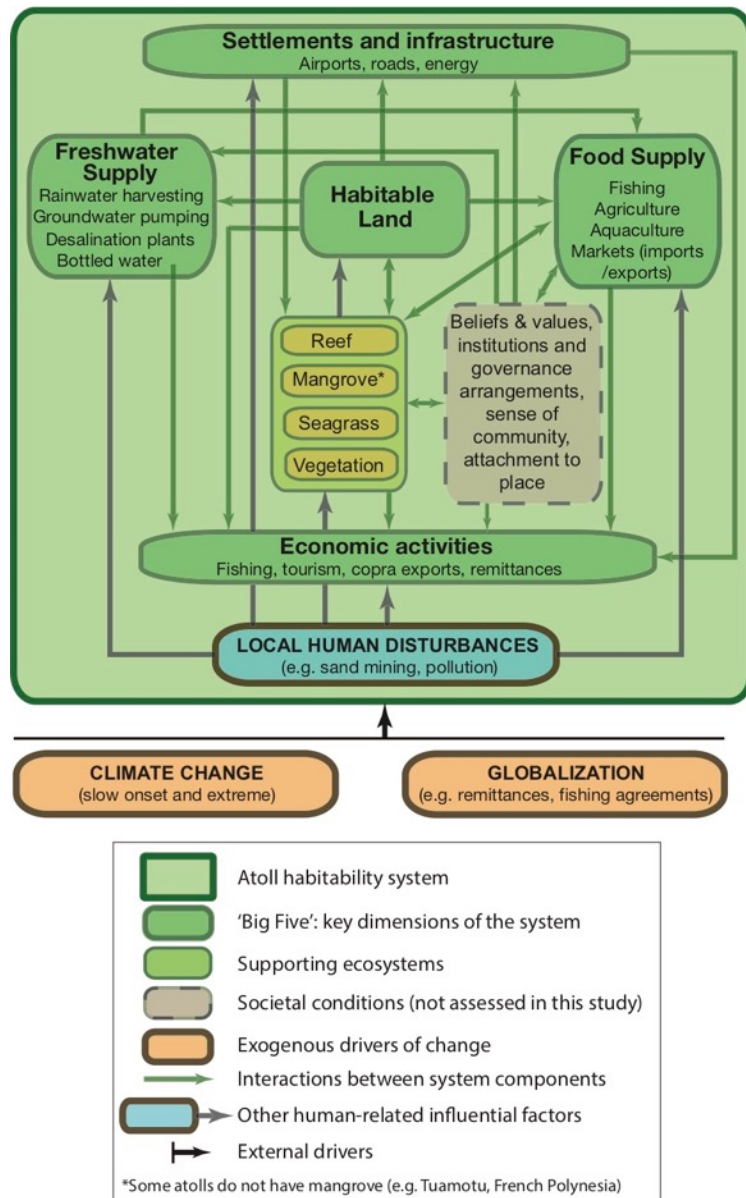 Settlements and infrastructure
Airports, roads, energy
Freshwater
Supply
Rainwater harvesting
Groundwater pumping
Desalination plants
Bottled water
Habitable
Land
Food Supply
Fishing
Agriculture
Aquaculture
Markets (imports
/exports)
Reef
Mangrove*
Seagrass
Vegetation
Beliefs & values,
institutions and
governance
arrangements,
sense of
community,
attachment to
place
Economic activities
Fishing, tourism, copra exports, remittances
LOCAL HUMAN DISTURBANCES
(e.g. sand mining, pollution)
CLIMATE CHANGE
(slow onset and extreme)
GLOBALIZATION
(e.g. remittances, fishing agreements)
Atoll habitability system
‘Big Five’: key dimensions of the system
Supporting ecosystems
Societal conditions (not assessed in this study)
Exogenous drivers of change
Interactions between system components
Other human-related influential factors
External drivers
*Some atolls do not have mangrove (e.g. Tuamotu, French Polynesia)